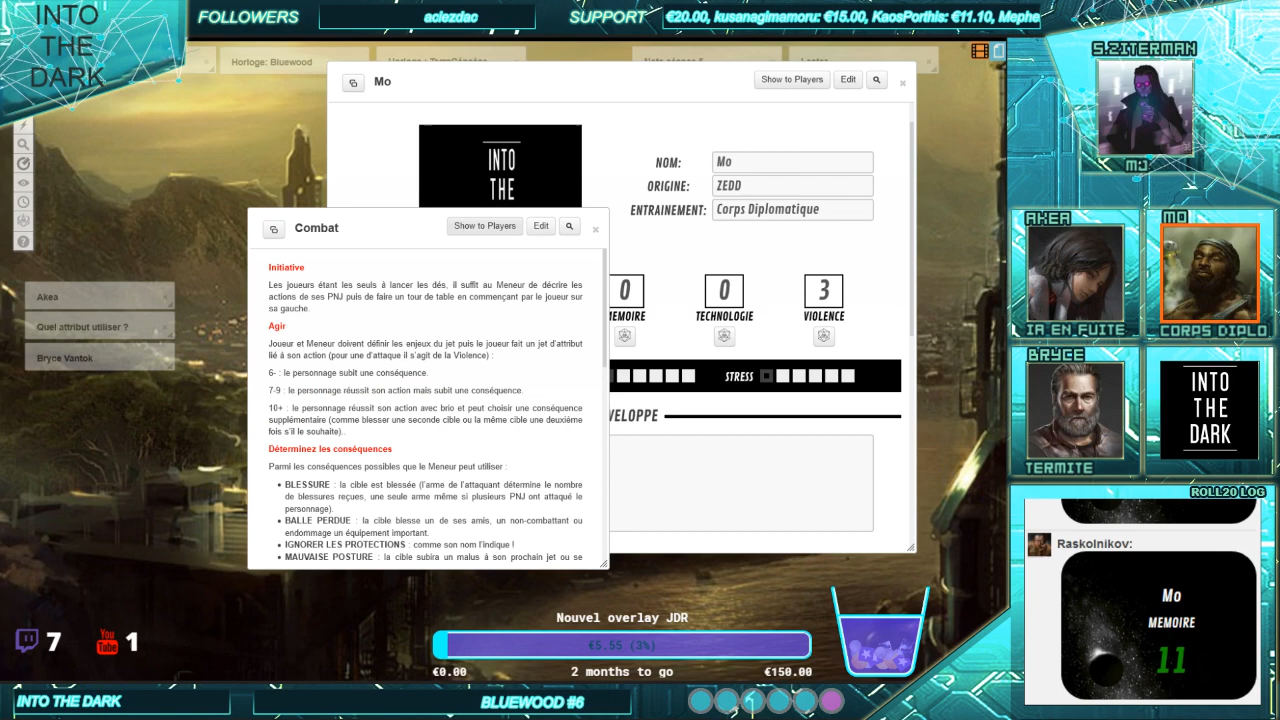 INTO
THE
DARK
FOLLOWERS
aciezdac
SUPPORT
€20.00, kusanagimamoru: €15.00, KaosPorthis: €11.10, Mephe
Horloge: Bluewood
Mo
Show to Players
Edit
INTO
THE
NOM:
Mo
ORIGINE:
ZEDD
ENTRAINEMENT:
Corps Diplomatique
0
0
3
TECHNOLOGIE
VIOLENCE
STRESS
Combat
Show to Players
Edit
Initiative
Les joueurs étant les seuls à lancer les dés, il suffit au Meneur de décrire les
actions de ses PNJ puis de faire un tour de table en commençant par le joueur sur
sa gauche.
Agir
Joueur et Meneur doivent définir les enjeux du jet puis le joueur fait un jet d'attribut
lié à son action (pour une d'attaque il s'agit de la Violence) :
6- : le personnage subît une conséquence.
7-9 : le personnage réussit son action mais subit une conséquence.
10+ : le personnage réussit son action avec brio et peut choisir une conséquence
supplémentaire (comme blesser une seconde cible ou la même cible une deuxième
fois s'il le souhaite)..
Déterminez les conséquences
Parmi les conséquences possibles que le Meneur peut utiliser :
• BLESSURE : la cible est blessée (l'arme de l'attaquant détermine le nombre
de blessures reçues, une seule arme même si plusieurs PNJ ont attaqué le
personnage).
• BALLE PERDUE : la cible blesse un de ses amis, un non-combattant ou
endommage un équipement important.
• IGNORER LES PROTECTIONS : comme son nom l'indique !
• MAUVAISE POSTURE : la cible subira un malus à son prochain jet ou se
Akea
Quel attribut utiliser ?
Bryce Vantok
S.ZITERMAN
MJ
AKEA
MO
IA EN FUITE
CORPS DIPLO
BRYCE
TERMITE
INTO
THE
DARK
ROLL20 LOG
Raskolnikov:
Mo
MEMOIRE
11
7
You
Tube
1
Nouvel overlay JDR
€5.55 (3%)
€0.00
2 months to go
€150.00
INTO THE DARK
BLUEWOOD #6